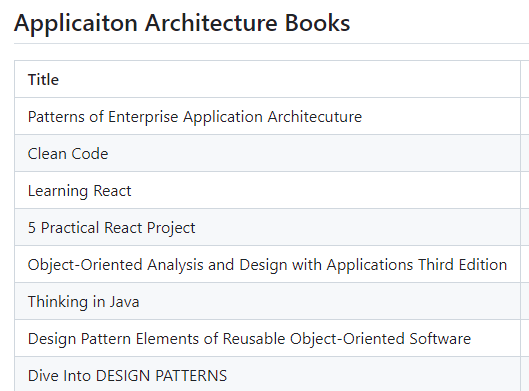 Applicaiton Architecture Books
Title
Patterns of Enterprise Application Architecuture
Clean Code
Learning React
5 Practical React Project
Object-Oriented Analysis and Design with Applications Third Edition
Thinking in Java
Design Pattern Elements of Reusable Object-Oriented Software
Dive Into DESIGN PATTERNS